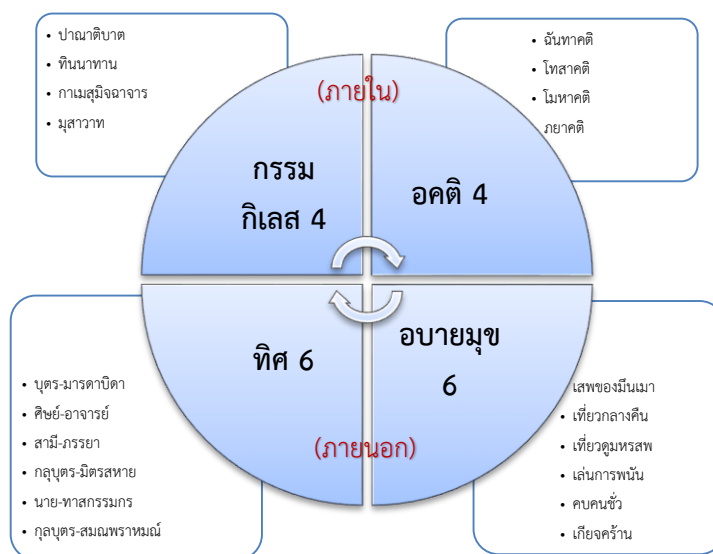 • ปาณาติบาต
• ทินนาทาน
• กาเมสุมิจฉาจาร
• มุสาวาท
• ฉันทาคติ
• โทสาคติ
• โมหาคติ
ภยาคติ
(ภายใน)
กรรม
กิเลส 4
อคติ 4
ทิศ 6
อบายมุข
6
(ภายนอก)
• บุตร-มารดาบิดา
• ศิษย์-อาจารย์
• สามี-ภรรยา
• กลุบุตร-มิตรสหาย
• นาย-ทาสกรรมกร
• กุลบุตร-สมณพราหมณ์
เสพของมึนเมา
• เที่ยวกลางคืน
• เที่ยวดูมหรสพ
• เล่นการพนัน
• คบคนชั่ว
• เกียจคร้าน